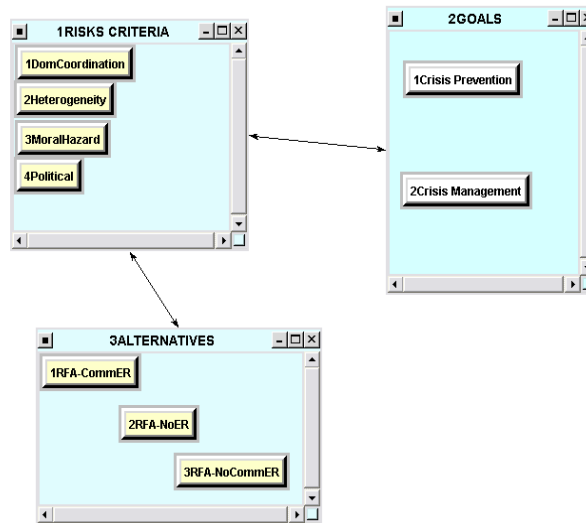 1RISKS CRITERIA
1DomCoordination
2Heterogeneity
3MoralHazard
4Political
2GOALS
1Crisis Prevention
2Crisis Management
3ALTERNATIVES
1RFA-CommER
2RFA-NoER
3RFA-NoCommER